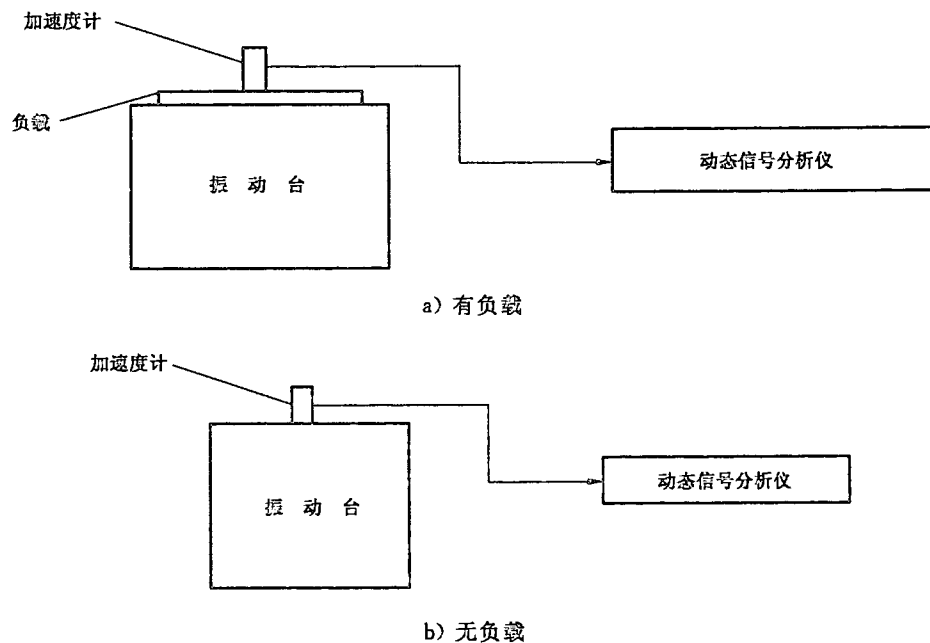 加速度计
负载
动态信号分析仪
振动台
a）有负载
加速度计
动态信号分析仪
振动台
b）无负载